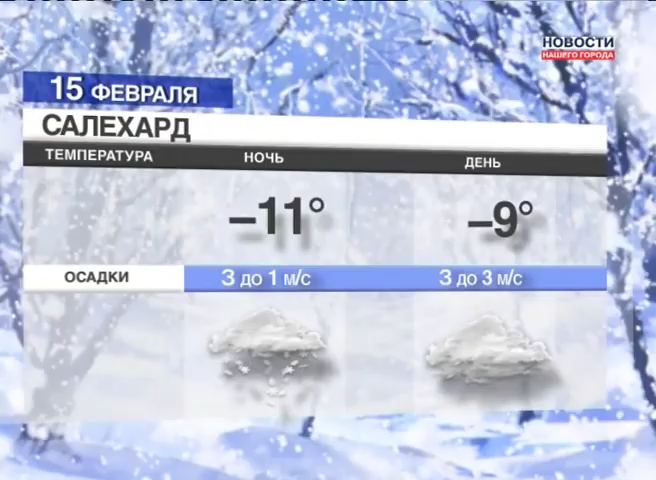 НОВОСТИ
НАШЕГО ГОРОДА
15 ФЕВРАЛЯ
САЛЕХАРД
ТЕМПЕРАТУРА НОЧЬ ДЕНЬ
–11° –9°
ОСАДКИ З до 1 м/с З до 3 м/с